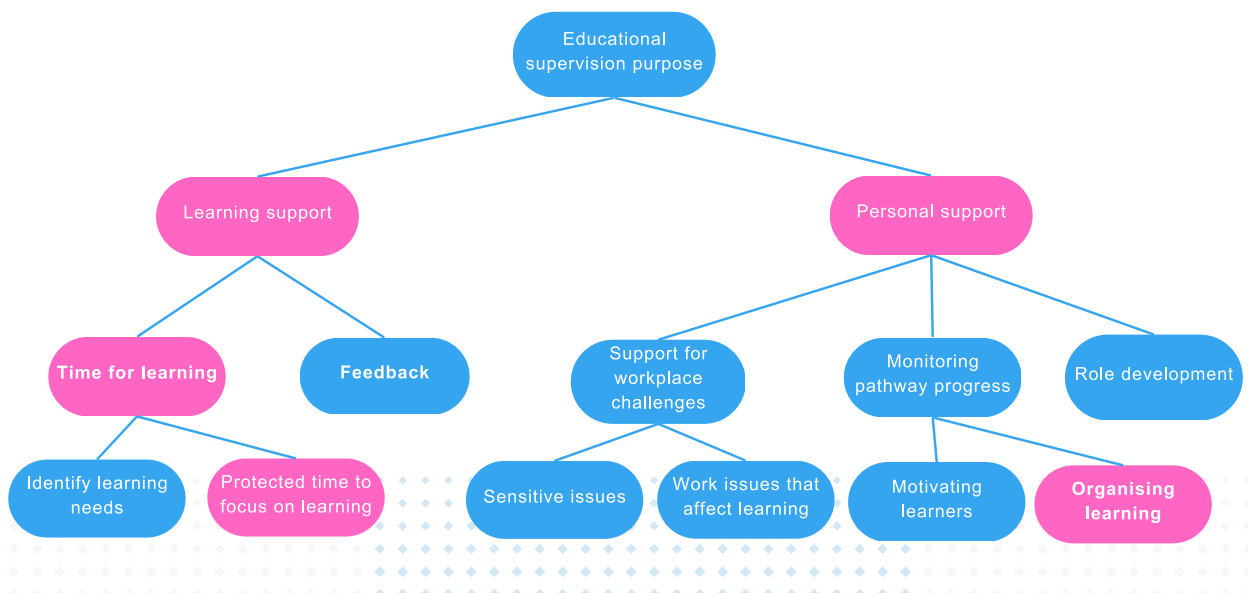 Educational
supervision purpose
Learning support
Personal support
Time for learning
Feedback
Support for
workplace
challenges
Monitoring
pathway progress
Role development
Identify learning
needs
Protected time to
focus on learning
Sensitive issues
Work issues that
affect learning
Motivating
learners
Organising
learning